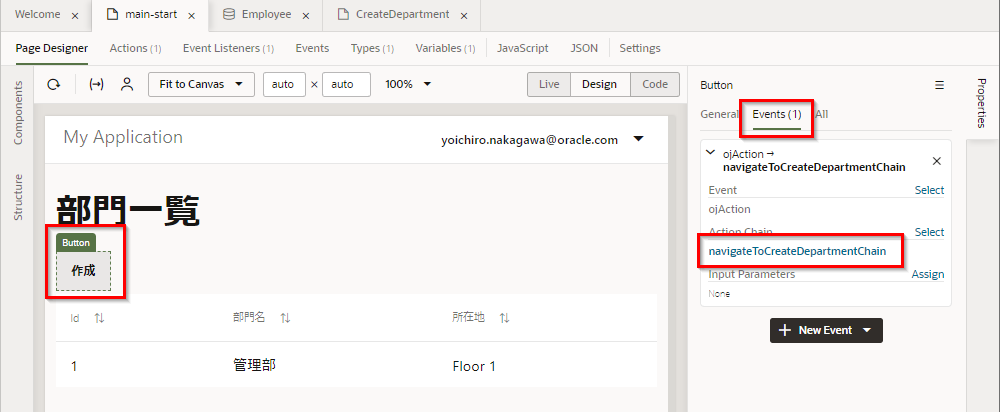 Welcome × main-start × Employee × CreateDepartment ×
Page Designer Actions (1) Event Listeners (1) Events Types (1) Variables (1) JavaScript JSON Settings
Components
Structure
Fit to Canvas auto × auto 100% Live Design Code
My Application yoichiro.nakagawa@oracle.com
部門一覧
Button
作成
Id 部門名 所在地
1 管理部 Floor 1
Button
General Events (1) All
ojAction →
navigateToCreateDepartmentChain
Event Select
ojAction
Action Chain Select
navigateToCreateDepartmentChain
Input Parameters Assign
None
+ New Event
Properties